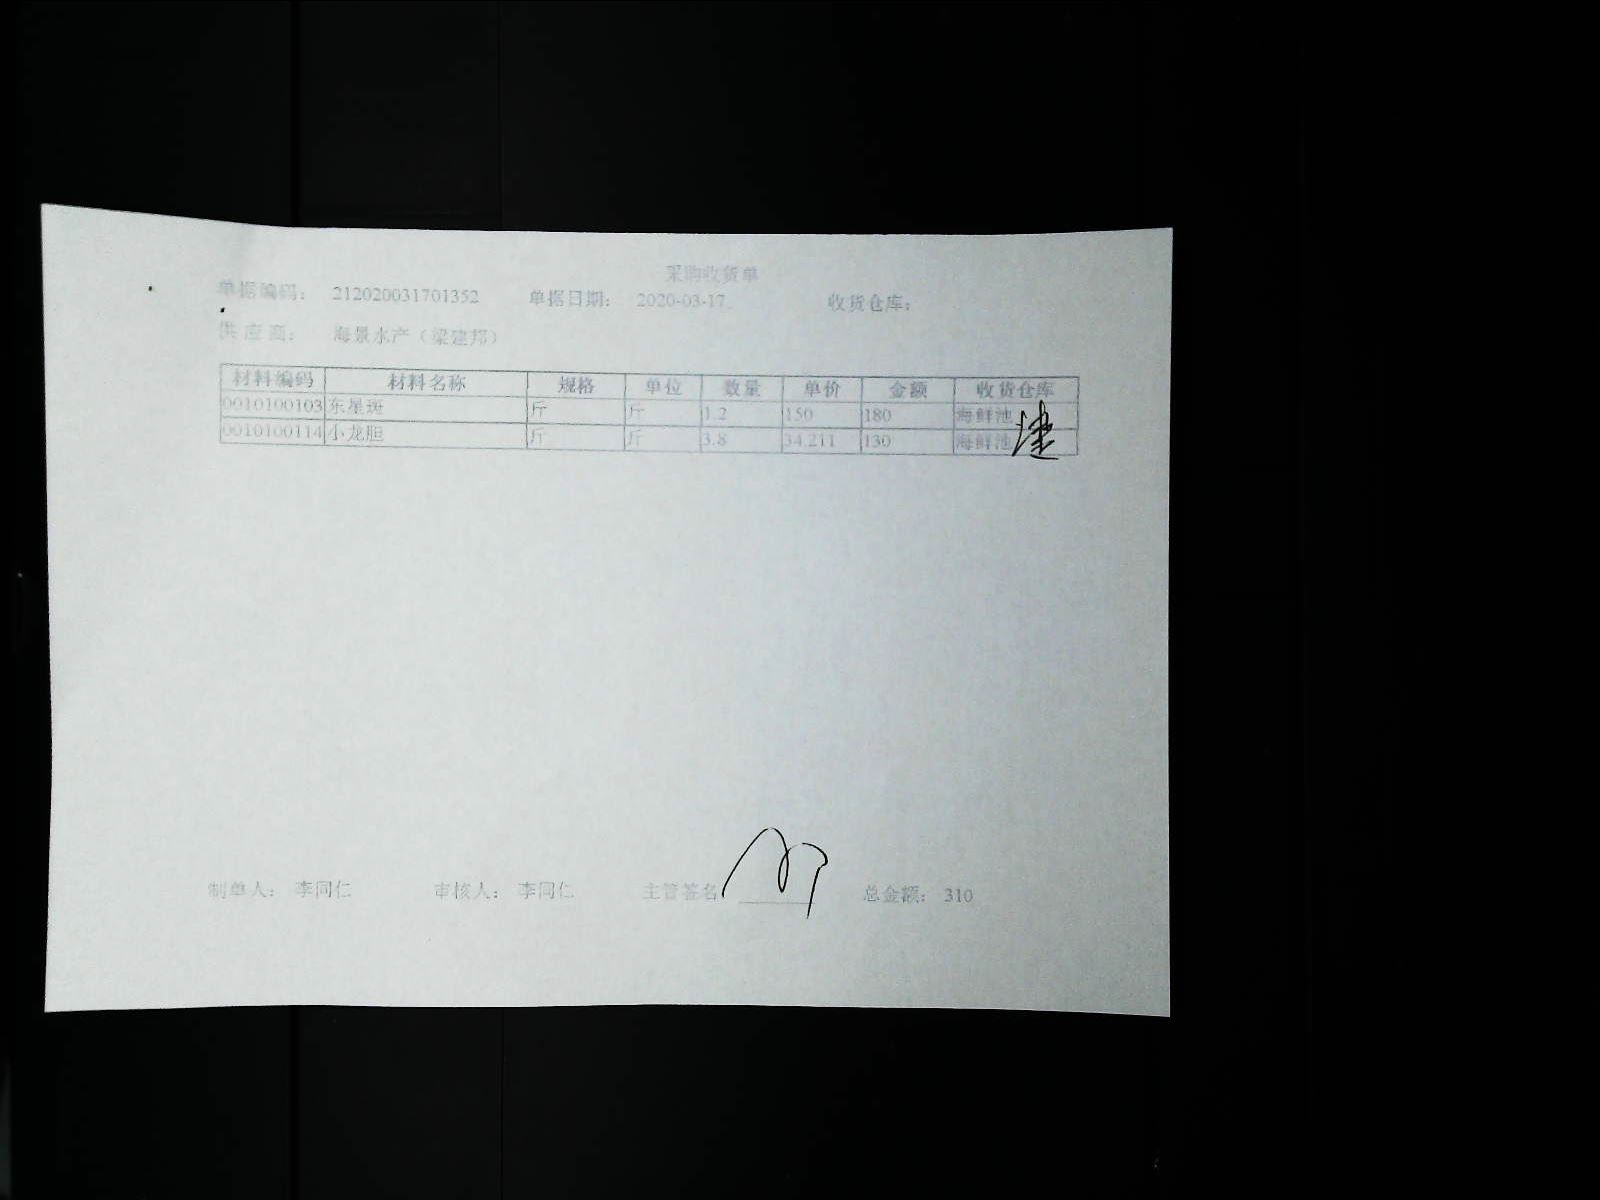 采购收货单
单据编码： 212020031701352 单据日期： 2020-03-17 收货仓库：
供应商： 海景水产（梁建邦）
材料编码 材料名称 规格 单位 数量 单价 金额 收货仓库
0010100103 东星斑 斤 斤 1.2 150 180 海鲜池
0010100114 小龙胆 斤 斤 3.8 34.211 130 海鲜池
制单人： 李同仁 审核人： 李同仁 主管签名 总金额： 310